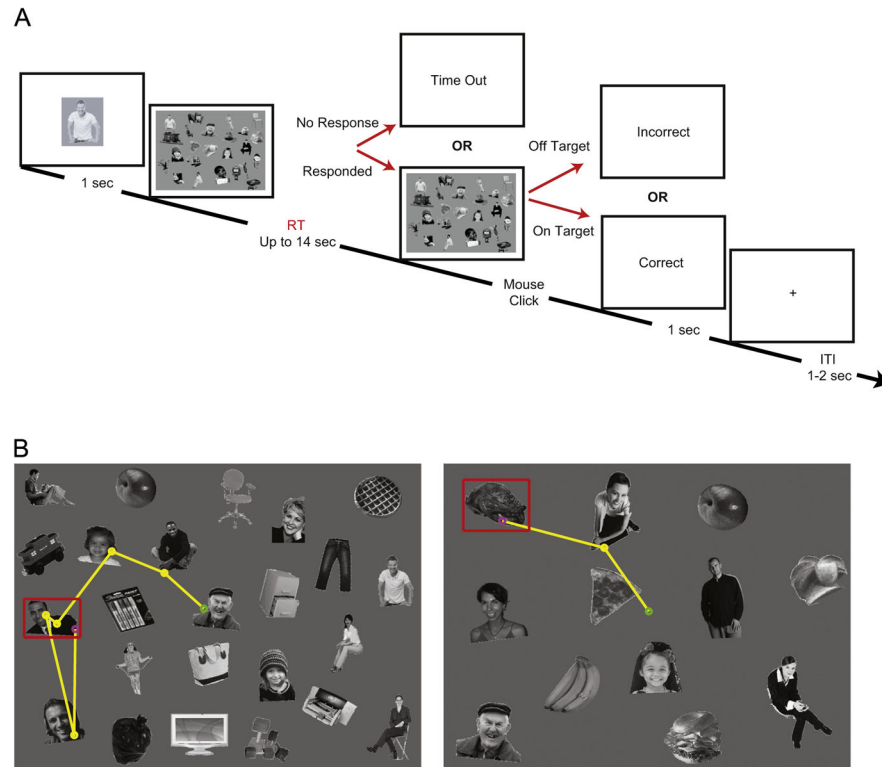 A
1 sec
RT
Up to 14 sec
No Response
Responded
Time Out
OR
Mouse
Click
Off Target
On Target
Incorrect
OR
Correct
1 sec
+
ITI
1-2 sec
B